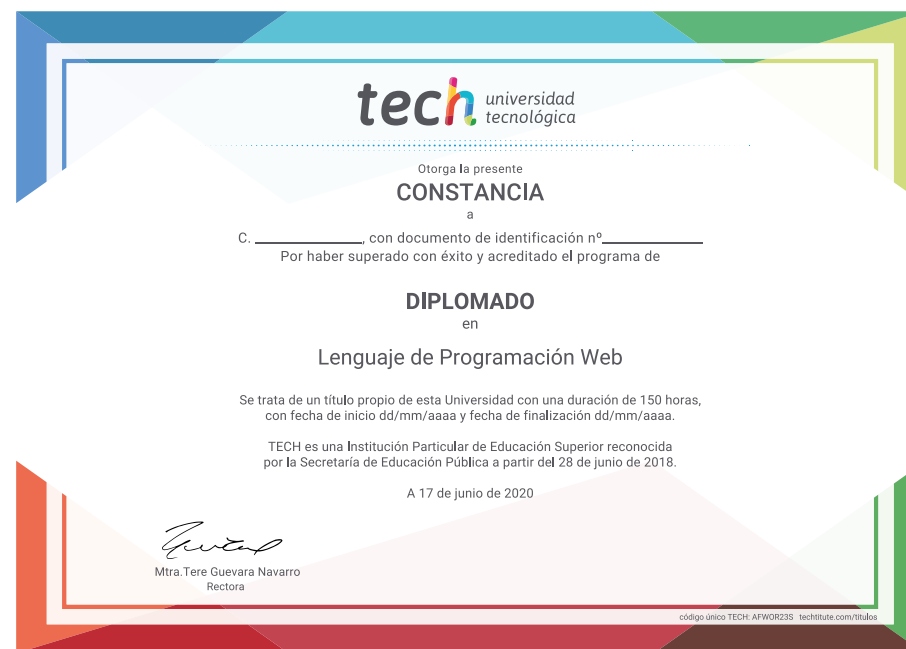 tech universidad
tecnológica
Otorga la presente
CONSTANCIA
a
C. ____________, con documento de identificación nº____________
Por haber superado con éxito y acreditado el programa de
DIPLOMADO
en
Lenguaje de Programación Web
Se trata de un título propio de esta Universidad con una duración de 150 horas,
con fecha de inicio dd/mm/aaaa y fecha de finalización dd/mm/aaaa.
TECH es una Institución Particular de Educación Superior reconocida
por la Secretaría de Educación Pública a partir del 28 de junio de 2018.
A 17 de junio de 2020
Mtra.Tere Guevara Navarro
Rectora
código único TECH: AFWOR23S techtitute.com/titulos